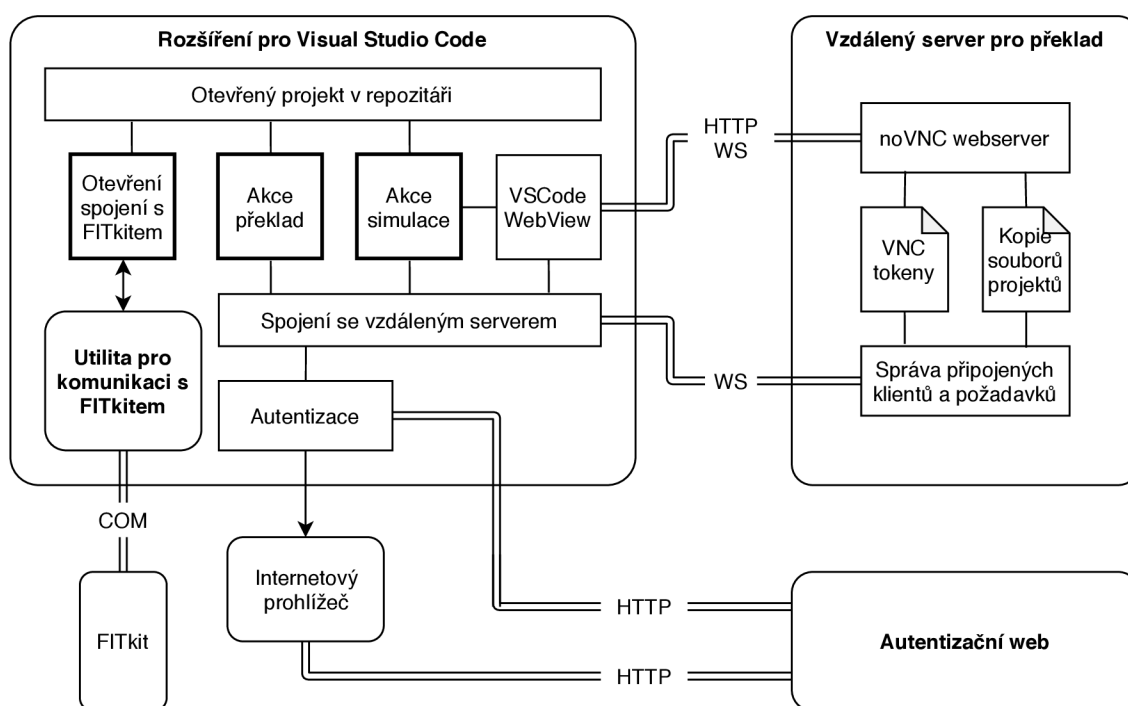 Rozšíření pro Visual Studio Code
Otevřený projekt v repozitáři
Otevření
spojení s
FITkitem
Akce
překlad
Akce
simulace
VSCode
WebView
Spojení se vzdáleným serverem
Utilita pro
komunikaci s
FITkitem
Autentizace
COM
FITkit
Internetový
prohlížeč
HTTP
WS
WS
HTTP
HTTP
Vzdálený server pro překlad
noVNC webserver
VNC
tokeny
Kopie
souborů
projektů
Správa připojených
klientů a požadavků
Autentizační web